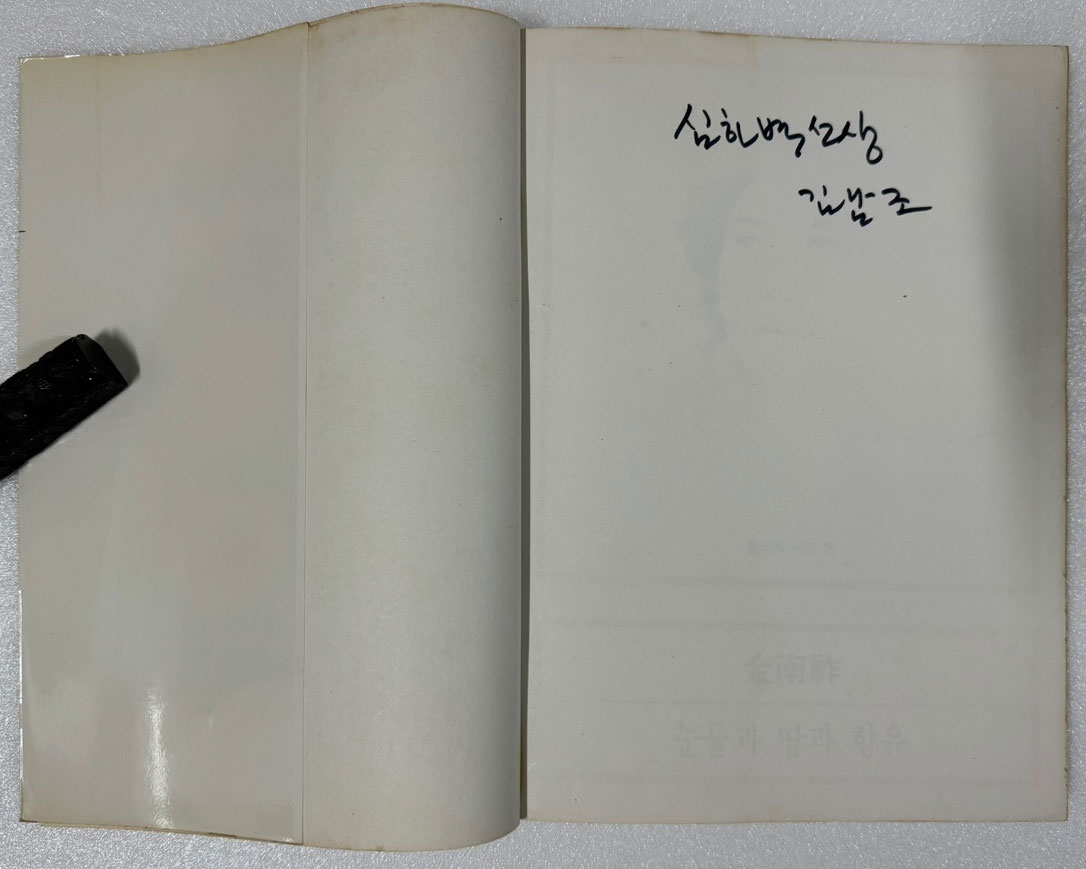 심하벽 선생
김남조
金南祚
눈물과 땀과 향유